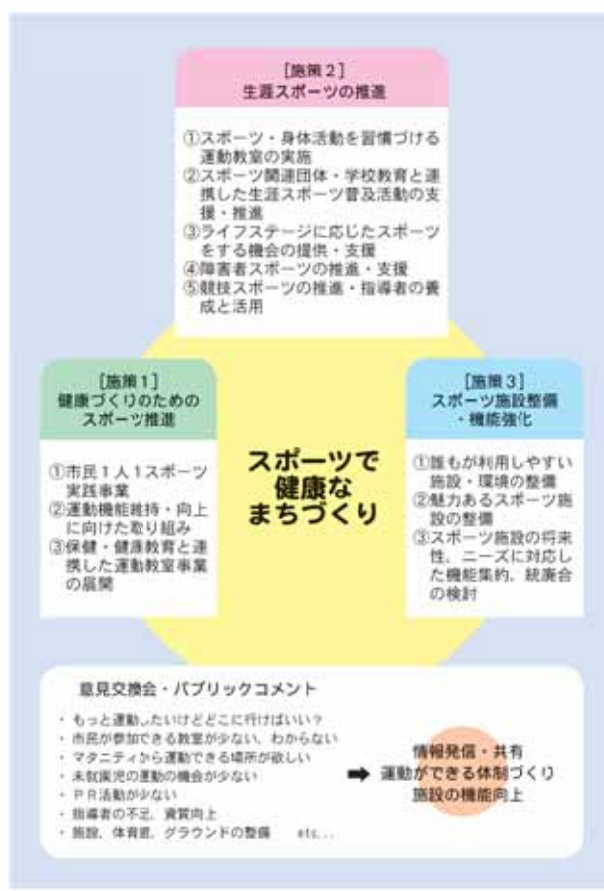 [施策2]
生涯スポーツの推進
①スポーツ・身体活動を習慣づける
運動教室の実施
②スポーツ関連団体・学校教育と連
携した生涯スポーツ普及活動の支
援・推進
③ライフステージに応じたスポーツ
をする機会の提供・支援
④障害者スポーツの推進・支援
⑤競技スポーツの推進・指導者の養
成と活用
[施策1]
健康づくりのための
スポーツ推進
①市民1人1スポーツ
実践事業
②運動機能維持・向上
に向けた取り組み
③保健・健康教育と連
携した運動教室事業
の展開
スポーツで
健康な
まちづくり
[施策3]
スポーツ施設整備
・機能強化
①誰もが利用しやすい
施設・環境の整備
②魅力あるスポーツ施
設の整備
③スポーツ施設の将来
性、ニーズに対応し
た機能集約、統廃合
の検討
意見交換会・パブリックコメント
・ もっと運動したいけどどこに行けばいい？
・ 市民が参加できる教室が少ない、わからない
・ マタニティから運動できる場所が欲しい
・ 未就園児の運動の機会が少ない
・ PR活動が少ない
・ 指導者の不足、資質向上
・ 施設、体育館、グラウンドの整備 etc...
➡
情報発信・共有
運動ができる体制づくり
施設の機能向上